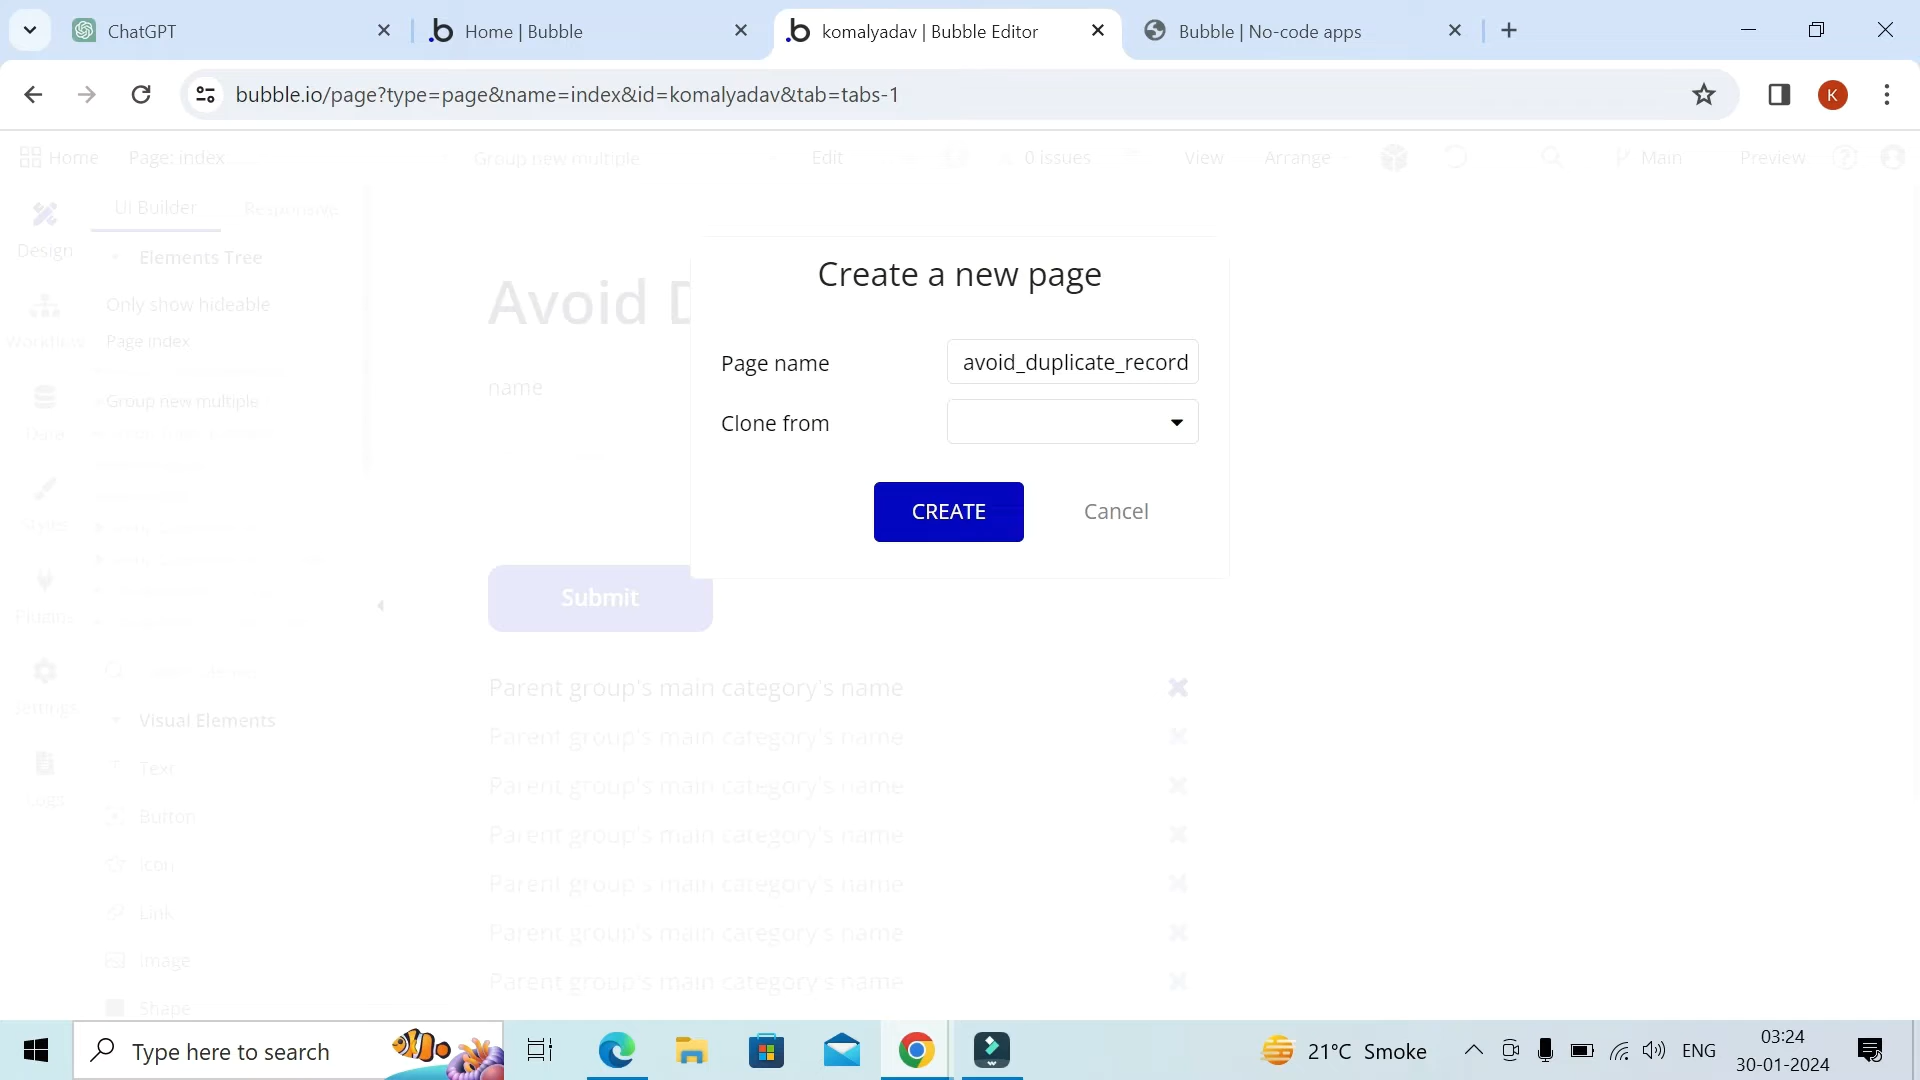 ChatGPT
Home | Bubble
komalyadav | Bubble Editor
Bubble | No-code apps
bubble.io/page?type=page&name=index&id=komalyadav&tab=tabs-1
K
Home
Page: index
Group new multiple
Edit
0 issues
View
Arrange
Main
Preview
UI Builder
Responsive
Design
Elements Tree
Only show hideable
Workflow
Page index
Group new multiple
Data
Styles
Plugins
Settings
Visual Elements
Text
Logs
Button
Icon
Link
Image
Shape
Avoid D
name
Submit
Parent group's main category's name
Parent group's main category's name
Parent group's main category's name
Parent group's main category's name
Parent group's main category's name
Parent group's main category's name
Parent group's main category's name
Create a new page
Page name
avoid_duplicate_record
Clone from
CREATE
Cancel
Type here to search
21°C Smoke
ENG
03:24
30-01-2024